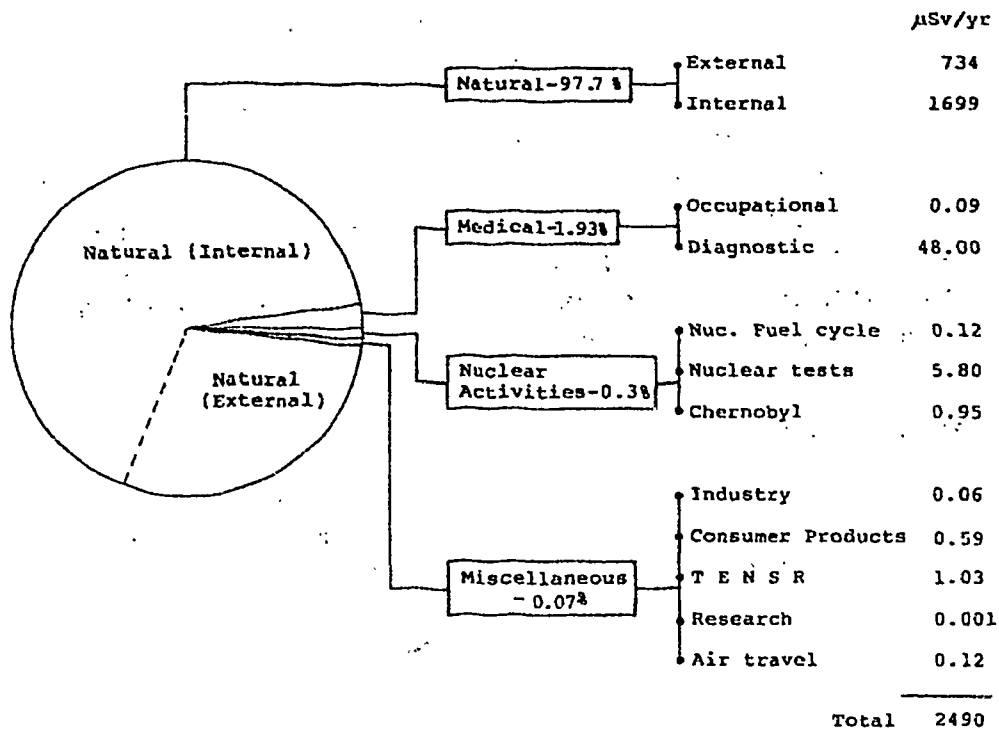 μSv/yr
Natural-97.7%
External 734
Internal 1699
Natural (Internal)
Medical-1.93%
Occupational 0.09
Diagnostic 48.00
Natural
(External)
Nuclear
Activities-0.3%
Nuc. Fuel cycle 0.12
Nuclear tests 5.80
Chernobyl 0.95
Miscellaneous
-0.07%
Industry 0.06
Consumer Products 0.59
T E N S R 1.03
Research 0.001
Air travel 0.12
Total 2490